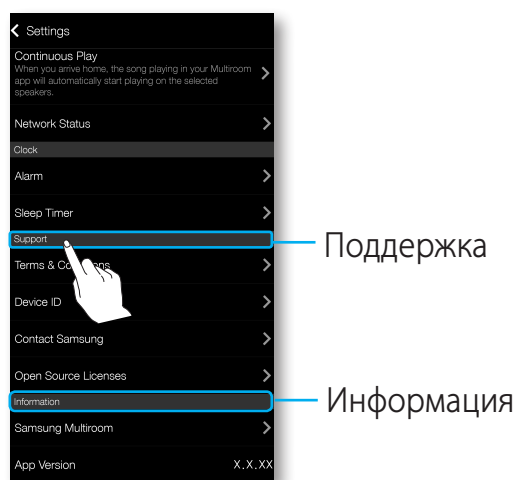 Settings
Continuous Play
When you arrive home, the song playing in your Multiroom
app will automatically start playing on the selected
speakers.
Network Status
Clock
Alarm
Sleep Timer
Support
Поддержка
Terms & Co ons
Device ID
Contact Samsung
Open Source Licenses
Information
Информация
Samsung Multiroom
App Version X.X.XX